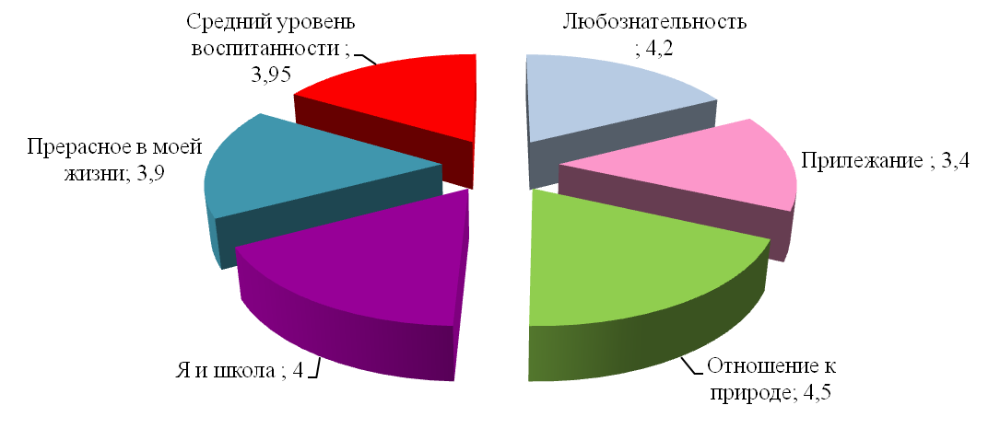 Средний уровень
воспитанности ;
3,95
Любознательность
; 4,2
Прерасное в моей
жизни; 3,9
Прилежание ; 3,4
Я и школа ; 4
Отношение к
природе; 4,5